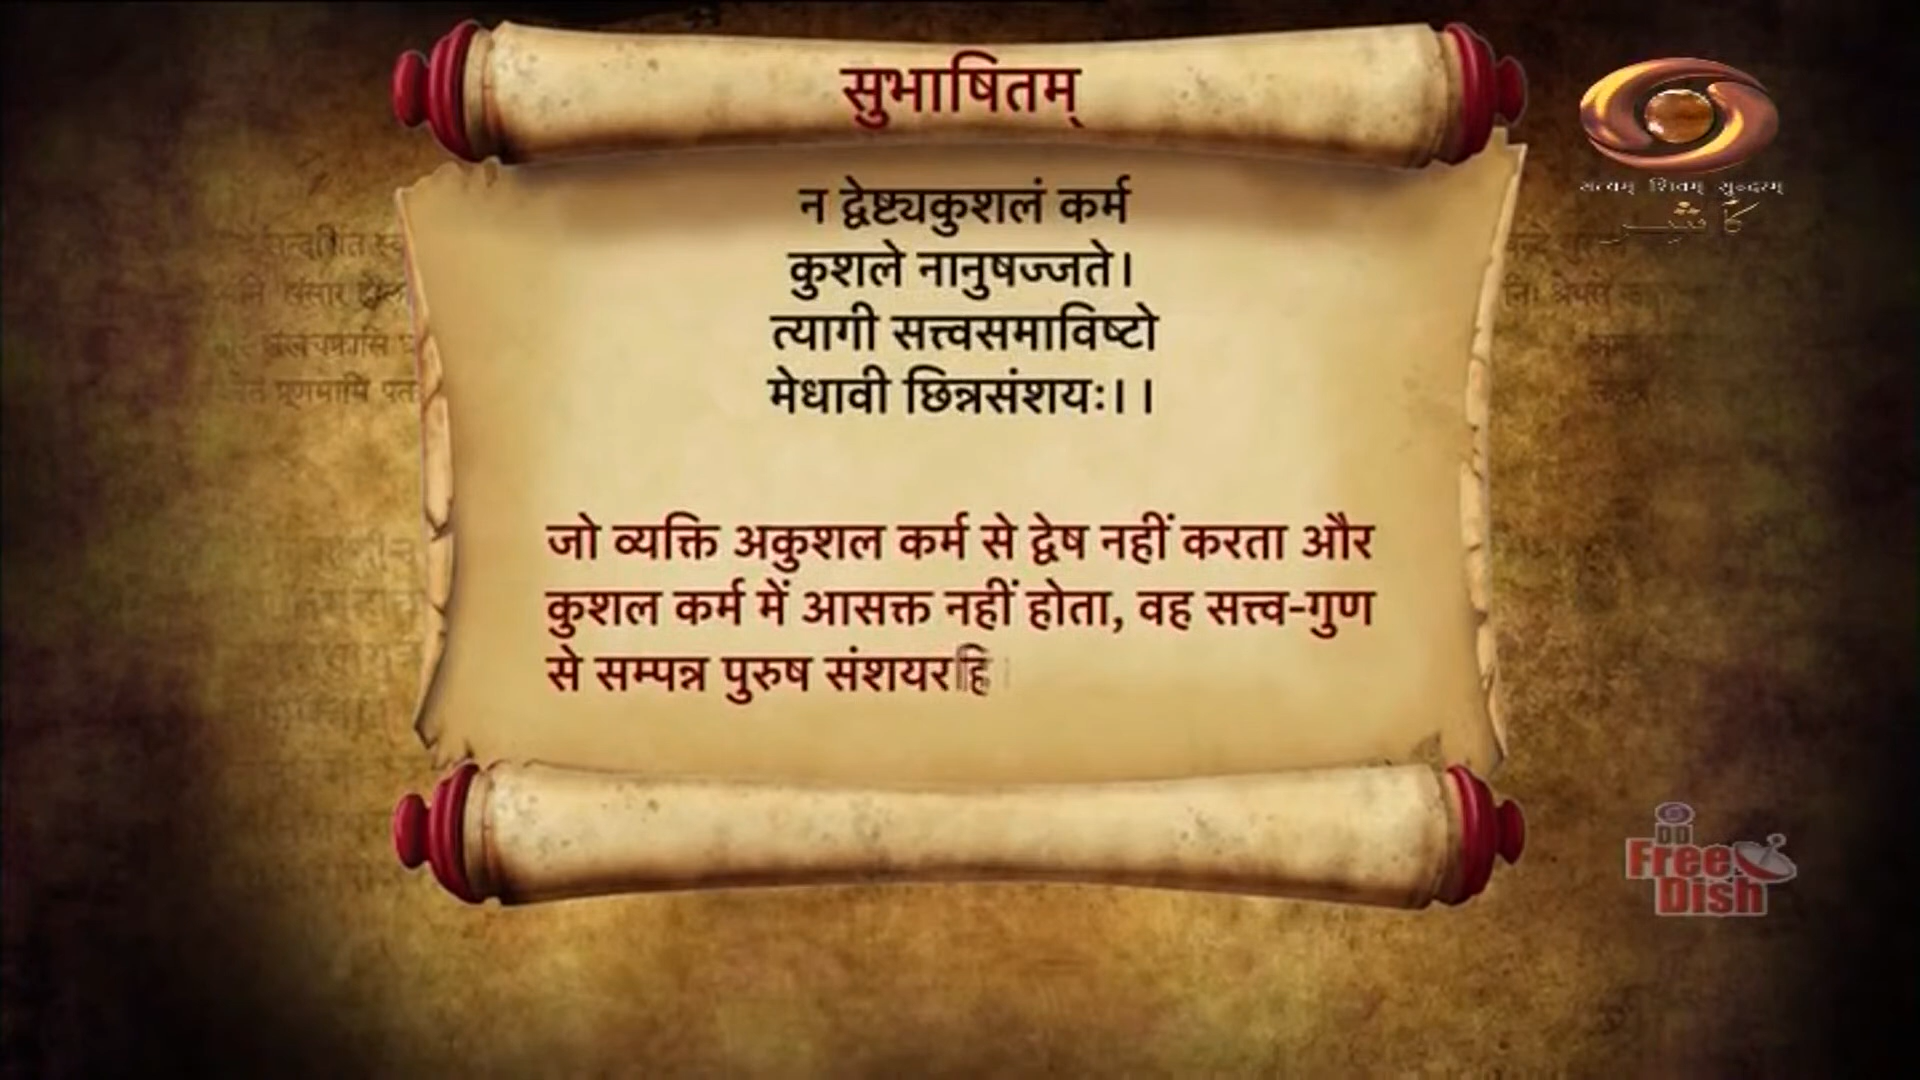 सुभाषितम्
सत्यम् शिवम् सुन्दरम्
न द्वेष्ट्यकुशलं कर्म
कुशले नानुषज्जते।
त्यागी सत्त्वसमाविष्टो
मेधावी छिन्नसंशयः।।
जो व्यक्ति अकुशल कर्म से द्वेष नहीं करता और
कुशल कर्म में आसक्त नहीं होता, वह सत्त्व-गुण
से सम्पन्न पुरुष संशयरहि
DD
Free
Dish